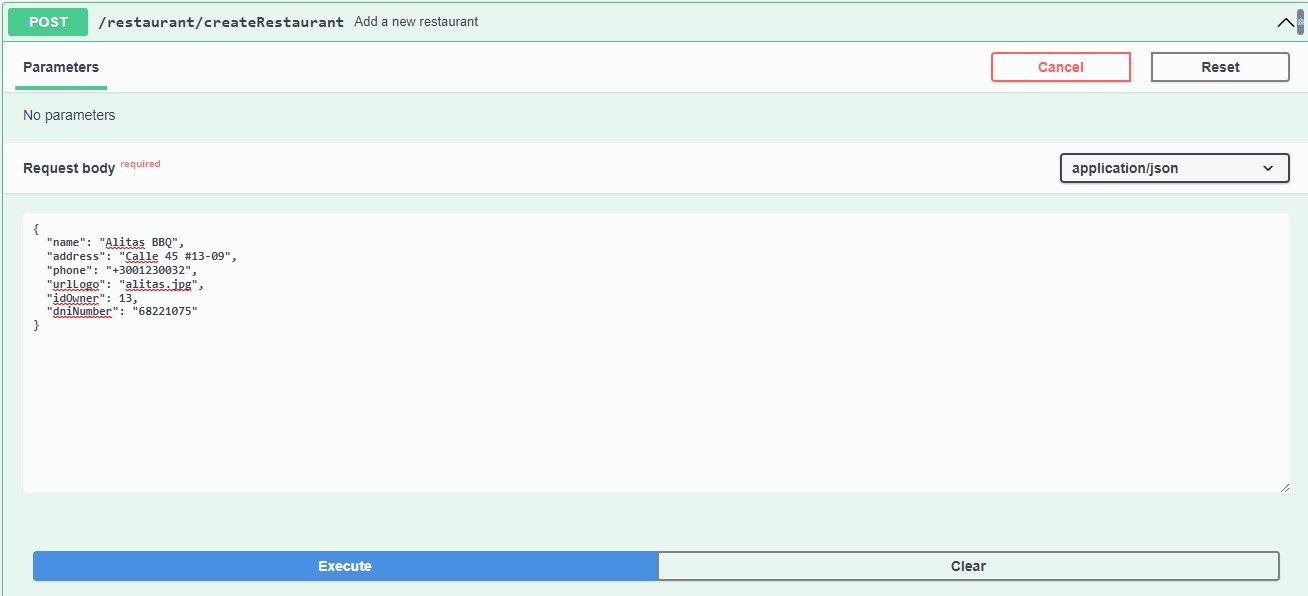 POST /restaurant/createRestaurant Add a new restaurant
Parameters Cancel Reset
No parameters
Request body required application/json
{
"name": "Alitas BBQ",
"address": "Calle 45 #13-09",
"phone": "+3001230032",
"urlLogo": "alitas.jpg",
"idOwner": 13,
"dniNumber": "68221075"
}
Execute Clear